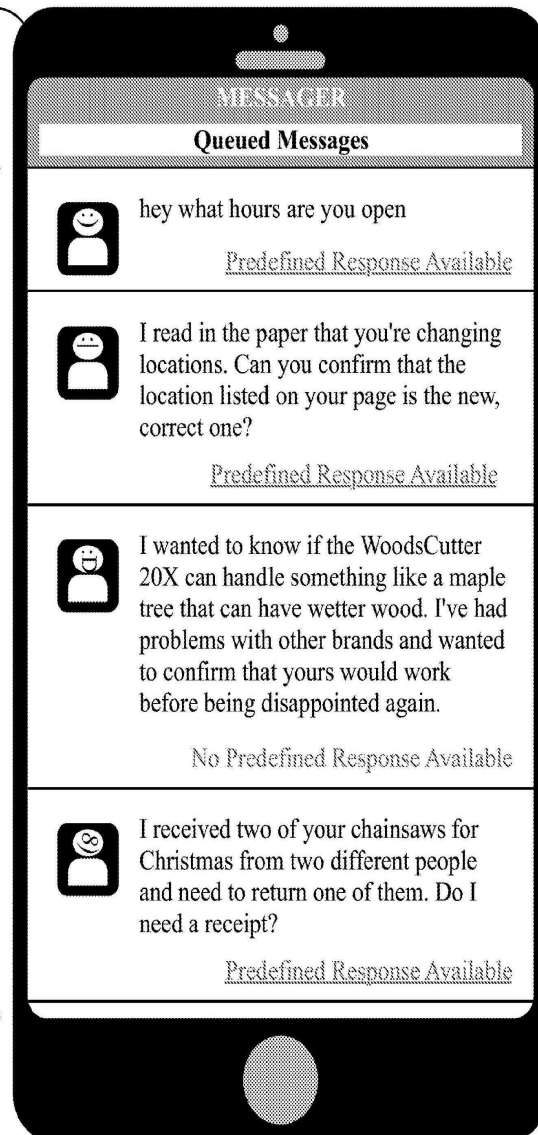 MESSAGER
Queued Messages
hey what hours are you open
Predefined Response Available
I read in the paper that you're changing
locations. Can you confirm that the
location listed on your page is the new,
correct one?
Predefined Response Available
I wanted to know if the WoodsCutter
20X can handle something like a maple
tree that can have wetter wood. I've had
problems with other brands and wanted
to confirm that yours would work
before being disappointed again.
No Predefined Response Available
I received two of your chainsaws for
Christmas from two different people
and need to return one of them. Do I
need a receipt?
Predefined Response Available